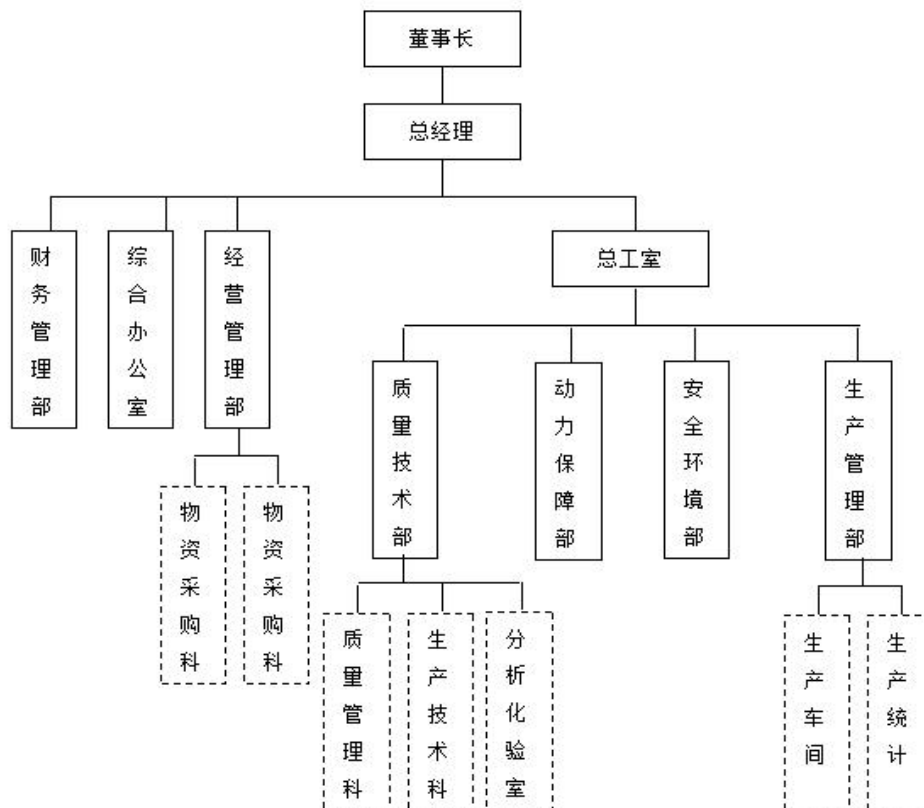 董事长
总经理
财务管理部
综合办公室
经营管理部
总工室
质量技术部
动力保障部
安全环境部
生产管理部
物资采购科
物资采购科
质量管理科
生产技术科
分析化验室
生产车间
生产统计